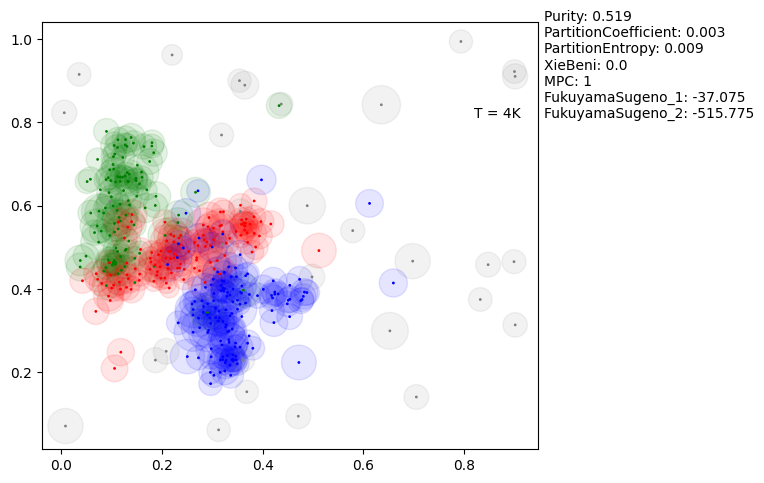 Purity: 0.519
PartitionCoefficient: 0.003
PartitionEntropy: 0.009
XieBeni: 0.0
MPC: 1
FukuyamaSugeno_1: -37.075
FukuyamaSugeno_2: -515.775
T = 4K
1.0
0.8
0.6
0.4
0.2
0.0 0.2 0.4 0.6 0.8